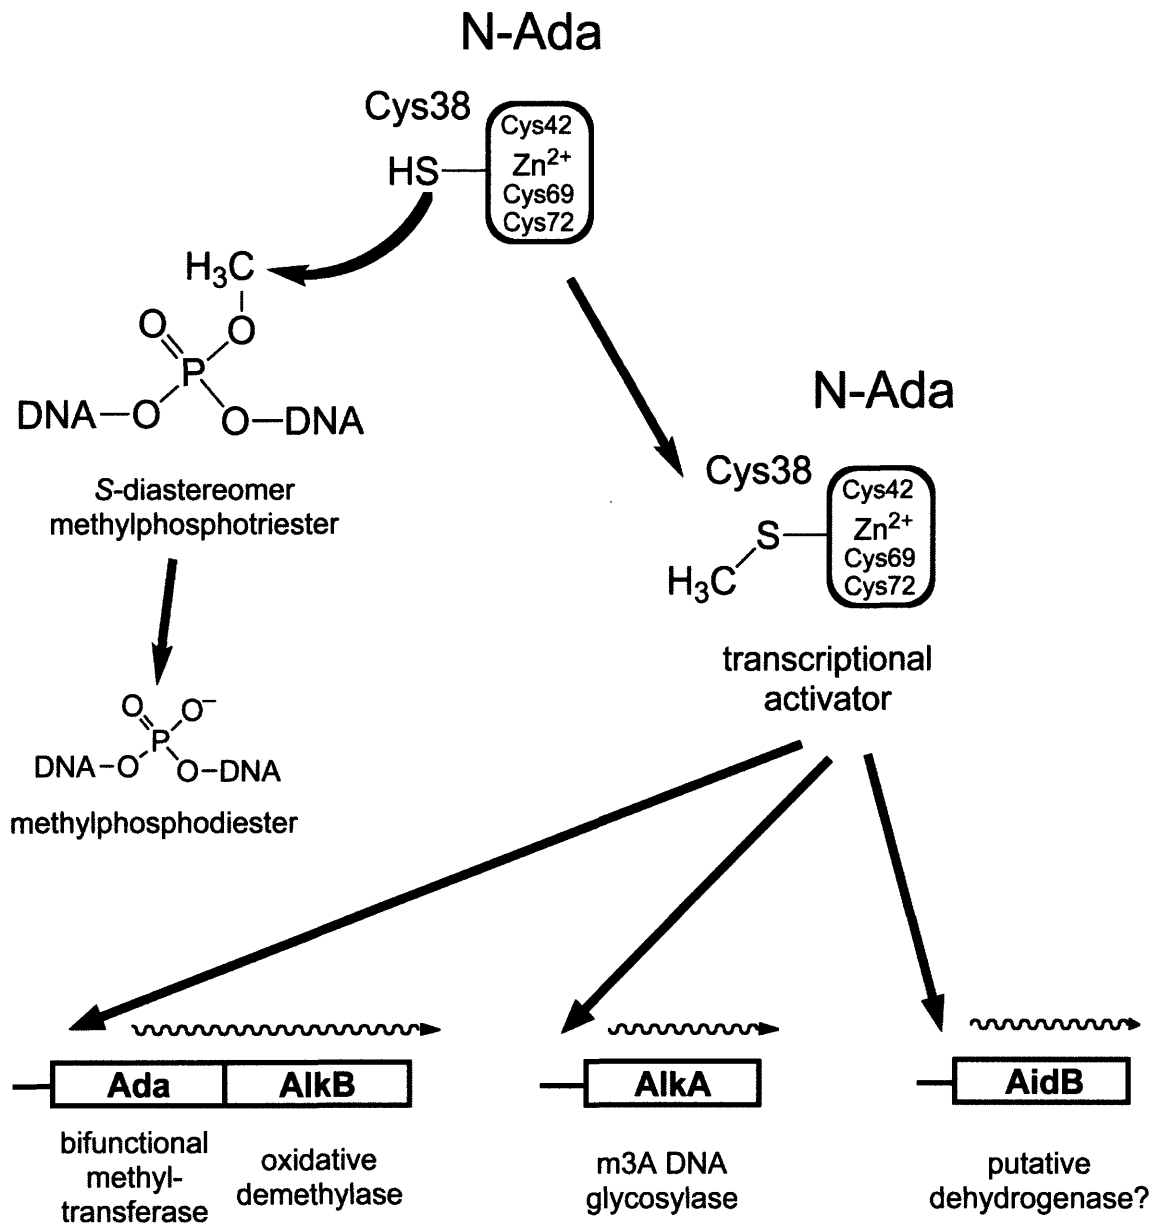 N-Ada
Cys38
Cys42
HS
Zn2+
Cys69
Cys72
H3C
O
O
P
DNA
O
O
DNA
S-diastereomer
methylphosphotriester
N-Ada
Cys38
Cys42
S
Zn2+
Cys69
H3C
Cys72
transcriptional
activator
O
O−
P
DNA
O
O
DNA
methylphosphodiester
Ada
AlkB
AlkA
AidB
bifunctional
methyl-
transferase
oxidative
demethylase
m3A DNA
glycosylase
putative
dehydrogenase?